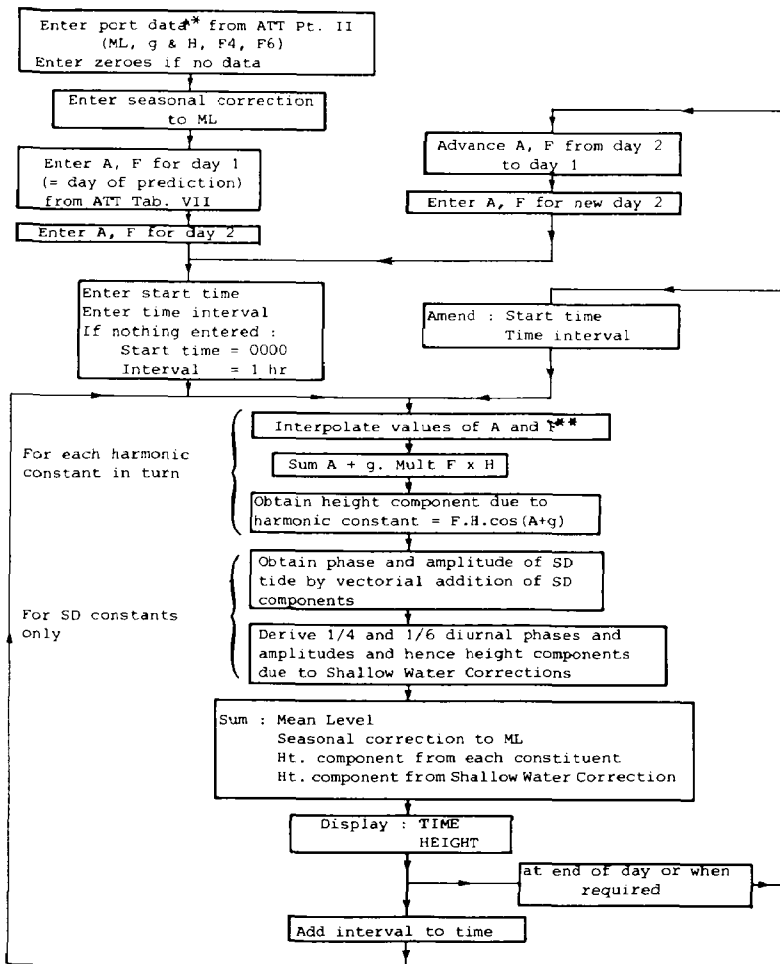 Enter port data** from ATT Pt. II
(ML, g & H, F4, F6)
Enter zeroes if no data
Enter seasonal correction
to ML
Enter A, F for day 1
(= day of prediction)
from ATT Tab. VII
Enter A, F for day 2
Advance A, F from day 2
to day 1
Enter A, F for new day 2
Enter start time
Enter time interval
If nothing entered :
Start time = 0000
Interval = 1 hr
Amend : Start time
Time interval
For each harmonic
constant in turn
Interpolate values of A and F**
Sum A + g. Mult F x H
Obtain height component due to
harmonic constant = F.H.cos(A+g)
For SD constants
only
Obtain phase and amplitude of SD
tide by vectorial addition of SD
components
Derive 1/4 and 1/6 diurnal phases and
amplitudes and hence height components
due to Shallow Water Corrections
Sum : Mean Level
Seasonal correction to ML
Ht. component from each constituent
Ht. component from Shallow Water Correction
Display : TIME
HEIGHT
at end of day or when
required
Add interval to time